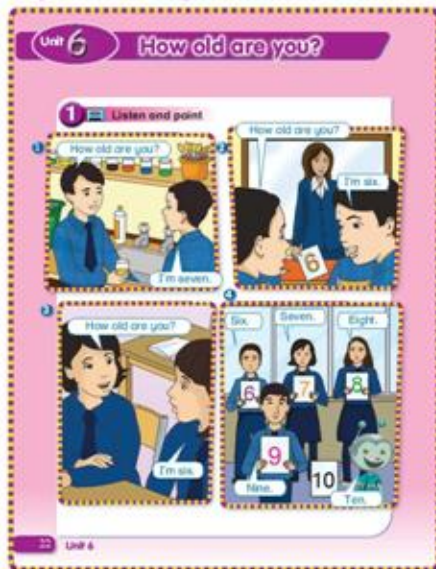 Unit 6 How old are you?
1 Listen and point
1
How old are you?
I'm seven.
2
How old are you?
I'm six.
6
3
How old are you?
I'm six.
4
Six. Seven. Eight.
6 7 8
9 10
Nine.
Ten.
Unit 6